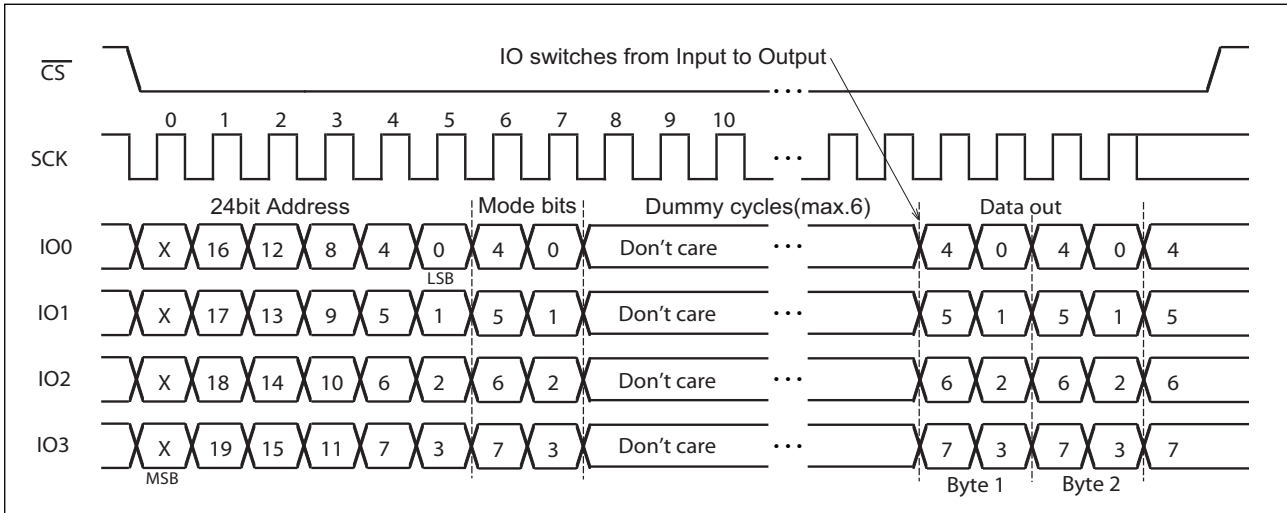 IO switches from Input to Output
CS
0 1 2 3 4 5 6 7 8 9 10
SCK
24bit Address Mode bits Dummy cycles(max.6) Data out
IO0 X 16 12 8 4 0 4 0 Don't care 4 0 4 0 4
LSB
IO1 X 17 13 9 5 1 5 1 Don't care 5 1 5 1 5
IO2 X 18 14 10 6 2 6 2 Don't care 6 2 6 2 6
IO3 X 19 15 11 7 3 7 3 Don't care 7 3 7 3 7
MSB Byte 1 Byte 2